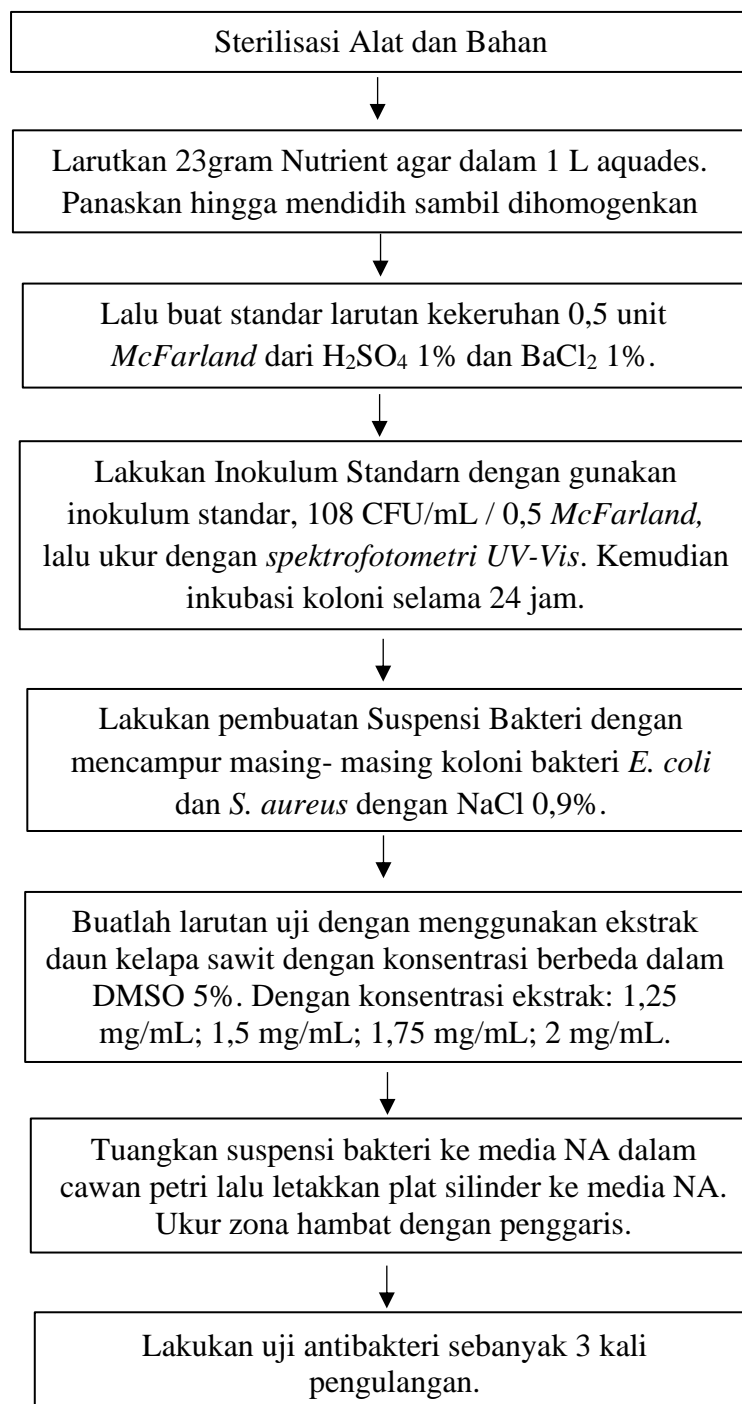 Sterilisasi Alat dan Bahan
Larutkan 23gram Nutrient agar dalam 1 L aquades.
Panaskan hingga mendidih sambil dihomogenkan
Lalu buat standar larutan kekeruhan 0,5 unit
McFarland dari H₂SO₄ 1% dan BaCl₂ 1%.
Lakukan Inokulum Standarn dengan gunakan
inokulum standar, 108 CFU/mL / 0,5 McFarland,
lalu ukur dengan spektrofotometri UV-Vis. Kemudian
inkubasi koloni selama 24 jam.
Lakukan pembuatan Suspensi Bakteri dengan
mencampur masing- masing koloni bakteri E. coli
dan S. aureus dengan NaCl 0,9%.
Buatlah larutan uji dengan menggunakan ekstrak
daun kelapa sawit dengan konsentrasi berbeda dalam
DMSO 5%. Dengan konsentrasi ekstrak: 1,25
mg/mL; 1,5 mg/mL; 1,75 mg/mL; 2 mg/mL.
Tuangkan suspensi bakteri ke media NA dalam
cawan petri lalu letakkan plat silinder ke media NA.
Ukur zona hambat dengan penggaris.
Lakukan uji antibakteri sebanyak 3 kali
pengulangan.